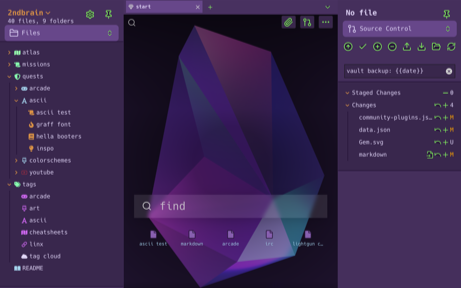 2ndbrain
40 files, 9 folders
Files
atlas
missions
quests
arcade
ascii
ascii test
graff font
hella booters
inspo
colorschemes
youtube
tags
arcade
art
ascii
cheatsheets
linx
tag cloud
README
start
find
ascii test
markdown
arcade
irc
lightgun c...
No file
Source Control
vault backup: {{date}}
Staged Changes
0
Changes
4
community-plugins.js...
M
data.json
M
Gem.svg
U
markdown
M